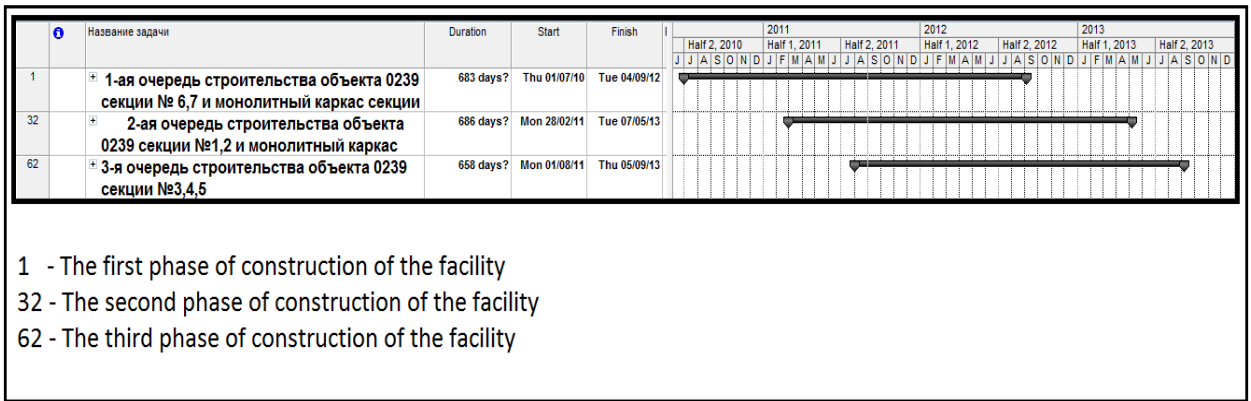 Название задачи Duration Start Finish 2011 2012 2013
Half 2, 2010 Half 1, 2011 Half 2, 2011 Half 1, 2012 Half 2, 2012 Half 1, 2013 Half 2, 2013
J J A S O N D J F M A M J J A S O N D J F M A M J J A S O N D J F M A M J J A S O N D
1 1-ая очередь строительства объекта 0239 683 days? Thu 01/07/10 Tue 04/09/12
секции № 6,7 и монолитный каркас секции
32 2-ая очередь строительства объекта 686 days? Mon 28/02/11 Tue 07/05/13
0239 секции №1,2 и монолитный каркас
62 3-я очередь строительства объекта 0239 658 days? Mon 01/08/11 Thu 05/09/13
секции №3,4,5
1 - The first phase of construction of the facility
32 - The second phase of construction of the facility
62 - The third phase of construction of the facility